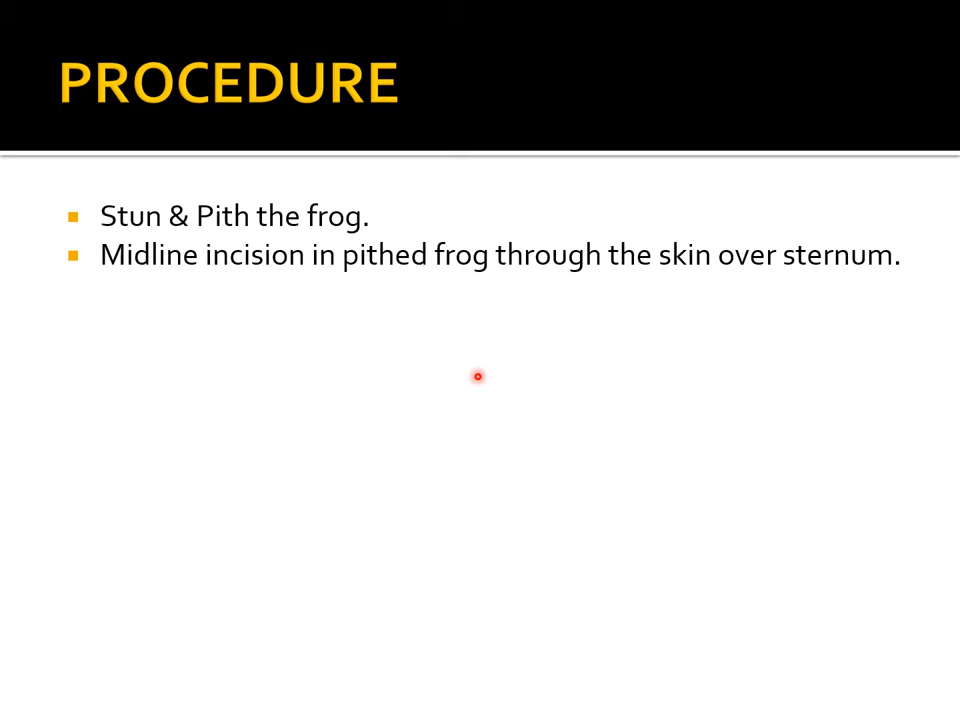 PROCEDURE
Stun & Pith the frog.
Midline incision in pithed frog through the skin over sternum.